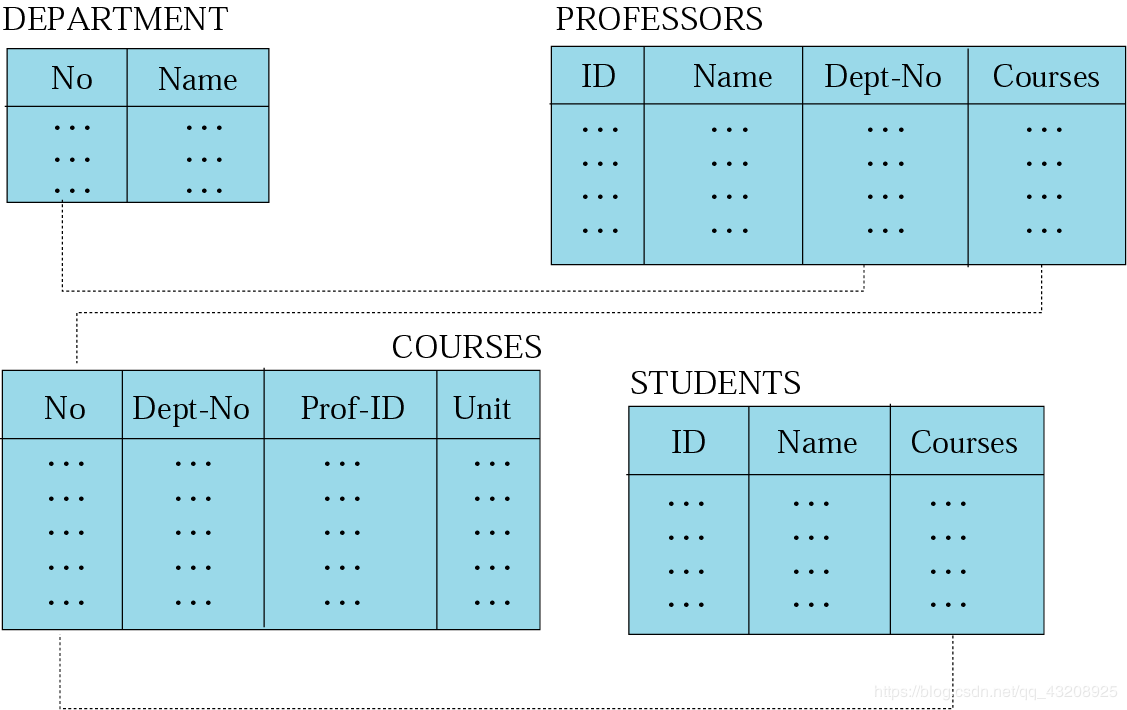 DEPARTMENT
No Name
... ...
... ...
... ...
PROFESSORS
ID Name Dept-No Courses
... ... ... ...
... ... ... ...
... ... ... ...
... ... ... ...
COURSES
No Dept-No Prof-ID Unit
... ... ... ...
... ... ... ...
... ... ... ...
... ... ... ...
... ... ... ...
STUDENTS
ID Name Courses
... ... ...
... ... ...
... ... ...
... ... ...
https://blog.csdn.net/qq_43208925